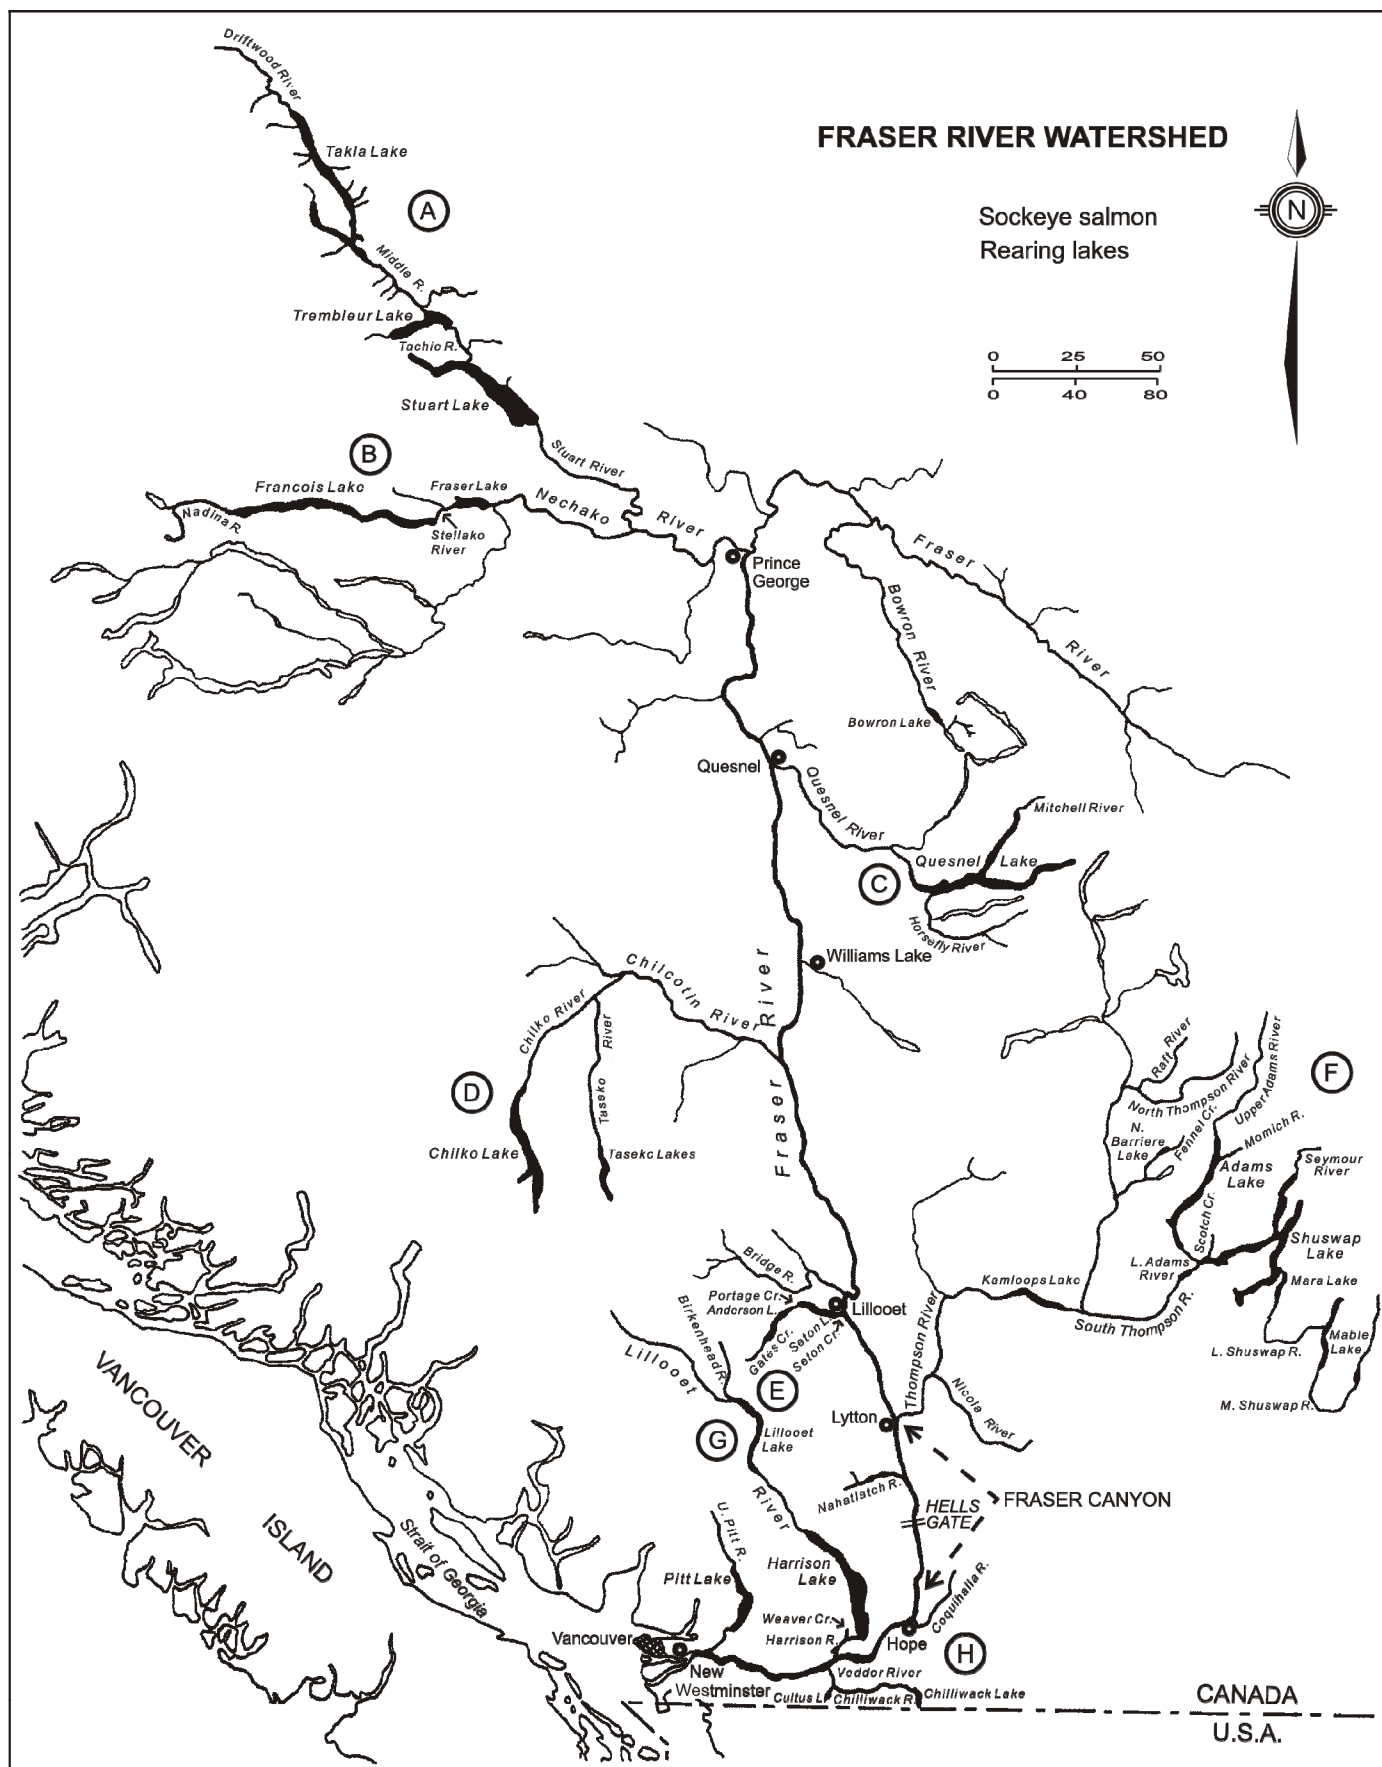 Driftwood River
FRASER RIVER WATERSHED
Takla Lake
A
Sockeye salmon
N
Rearing lakes
Middle R.
Trembleur Lake
0 25 50
Tachic R.
0 40 80
Stuart Lake
B
Stuart River
Francois Lake
Fraser Lake
Nechako
River
Nadina R
Stellako
River
Fraser
River
Prince
George
Bowron River
Bowron Lake
Quesnel
Quesnel River
Mitchell River
Quesnel Lake
C
Horsefly River
Williams Lake
Chilcotin River
River
Chilko River
Taseko River
D
Chilko Lake
Taseko Lakes
Fraser
Raft River
North Thompson River
Upper Adams River
F
N.
Barriere
Lake
Fennel Cr.
Momich R.
Adams
Lake
Seymour
River
Scotch Cr.
Shuswap
Lake
L. Adams
River
Mara Lake
Kamloops Lake
South Thompson R.
Mable
Lake
L. Shuswap R.
M. Shuswap R.
Bridge R.
Portage Cr.
Anderson L.
Lillooet
Gates Cr.
Seton L.
Seton Cr.
Birkenhead R.
Lillooet
Thompson River
E
Nicola River
Lytton
G
Lillooet
Lake
River
VANCOUVER
ISLAND
Strait of Georgia
Nahatlatch R.
HELLS
GATE
FRASER CANYON
U. Pitt R.
Pitt Lake
Harrison
Lake
Coquihalla R.
Weaver Cr.
Harrison R.
Hope
H
Vancouver
New
Westminster
Veddor River
Cultus L.
Chilliwack R.
Chilliwack Lake
CANADA
U.S.A.